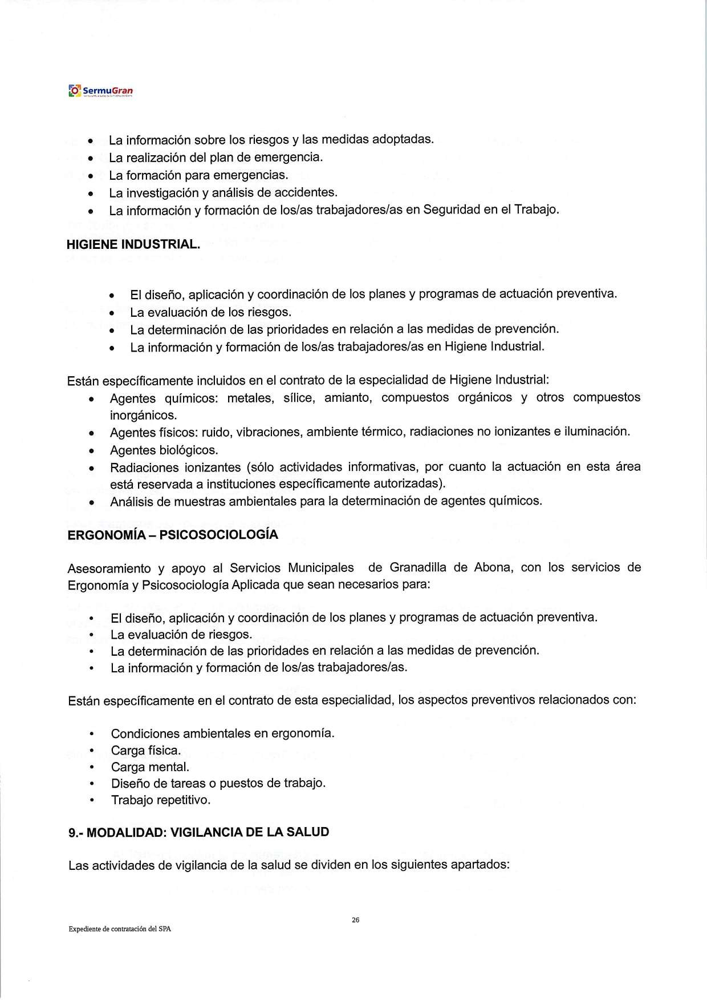 SermuGran
• La información sobre los riesgos y las medidas adoptadas.
• La realización del plan de emergencia.
• La formación para emergencias.
• La investigación y análisis de accidentes.
• La información y formación de los/as trabajadores/as en Seguridad en el Trabajo.
HIGIENE INDUSTRIAL.
• El diseño, aplicación y coordinación de los planes y programas de actuación preventiva.
• La evaluación de los riesgos.
• La determinación de las prioridades en relación a las medidas de prevención.
• La información y formación de los/as trabajadores/as en Higiene Industrial.
Están específicamente incluidos en el contrato de la especialidad de Higiene Industrial:
• Agentes químicos: metales, sílice, amianto, compuestos orgánicos y otros compuestos
inorgánicos.
• Agentes físicos: ruido, vibraciones, ambiente térmico, radiaciones no ionizantes e iluminación.
• Agentes biológicos.
• Radiaciones ionizantes (sólo actividades informativas, por cuanto la actuación en esta área
está reservada a instituciones específicamente autorizadas).
• Análisis de muestras ambientales para la determinación de agentes químicos.
ERGONOMÍA – PSICOSOCIOLOGÍA
Asesoramiento y apoyo al Servicios Municipales de Granadilla de Abona, con los servicios de
Ergonomía y Psicosociología Aplicada que sean necesarios para:
• El diseño, aplicación y coordinación de los planes y programas de actuación preventiva.
• La evaluación de riesgos.
• La determinación de las prioridades en relación a las medidas de prevención.
• La información y formación de los/as trabajadores/as.
Están específicamente en el contrato de esta especialidad, los aspectos preventivos relacionados con:
• Condiciones ambientales en ergonomía.
• Carga física.
• Carga mental.
• Diseño de tareas o puestos de trabajo.
• Trabajo repetitivo.
9.- MODALIDAD: VIGILANCIA DE LA SALUD
Las actividades de vigilancia de la salud se dividen en los siguientes apartados:
26
Expediente de contratación del SPA